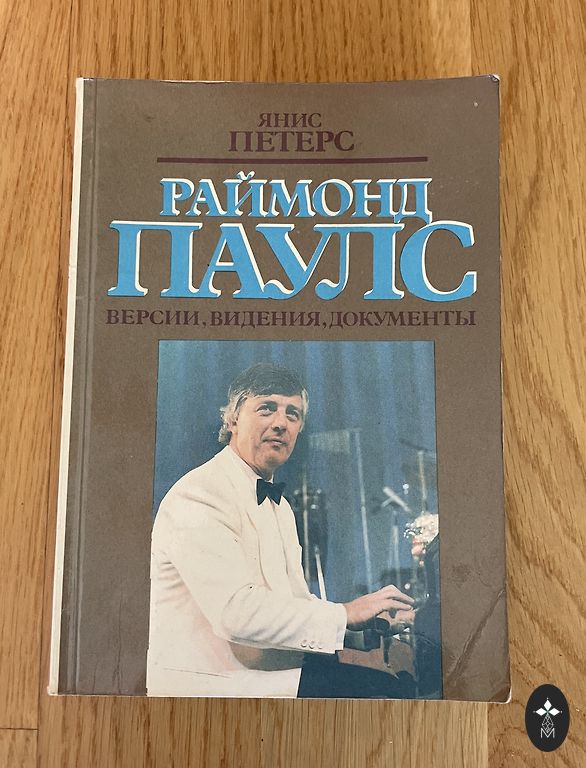 ЯНИС
ПЕТЕРС
РАЙМОНД
ПАУЛС
ВЕРСИИ, ВИДЕНИЯ, ДОКУМЕНТЫ
M